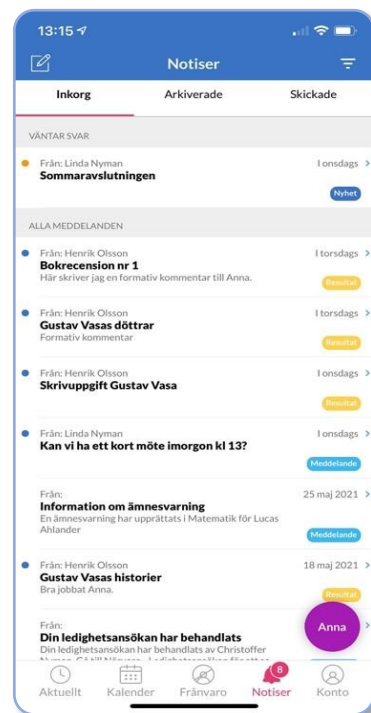 13:15
Notiser
Inkorg Arkiverade Skickade
VÄNTAR SVAR
Från: Linda Nyman I onsdags
Sommaravslutningen
Nyhet
ALLA MEDDELANDEN
Från: Henrik Olsson I torsdags
Bokrecension nr 1
Här skriver jag en formativ kommentar till Anna.
Resultat
Från: Henrik Olsson I torsdags
Gustav Vasas döttrar
Formativ kommentar
Resultat
Från: Henrik Olsson I onsdags
Skrivuppgift Gustav Vasa
Resultat
Från: Linda Nyman I onsdags
Kan vi ha ett kort möte imorgon kl 13?
Meddelande
Från: 25 maj 2021
Information om ämnesvarning
En ämnesvarning har upprättats i Matematik för Lucas
Ahlander
Meddelande
Från: Henrik Olsson 18 maj 2021
Gustav Vasas historier
Bra jobbat Anna.
Resultat
Från:
Anna
Din ledighetsansökan har behandlats
Din ledighetsansökan har behandlats av Christoffer
8
Aktuellt Kalender Frånvaro Notiser Konto